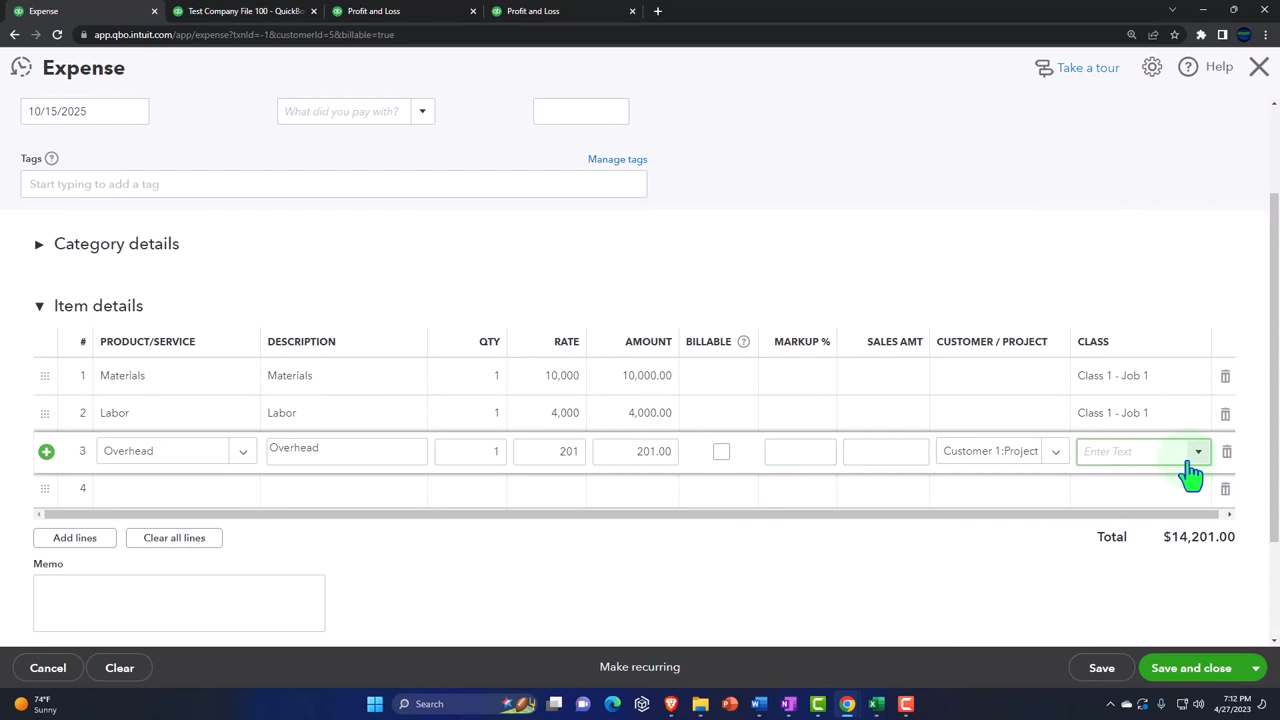 Expense
Test Company File 100 - QuickBo
Profit and Loss
Profit and Loss
app.qbo.intuit.com/app/expense?txnId=-1&customerId=5&billable=true
Expense
Take a tour
Help
10/15/2025
What did you pay with?
Tags
Manage tags
Start typing to add a tag
Category details
Item details
# PRODUCT/SERVICE DESCRIPTION QTY RATE AMOUNT BILLABLE MARKUP % SALES AMT CUSTOMER / PROJECT CLASS
1 Materials Materials 1 10,000 10,000.00 Class 1 - Job 1
2 Labor Labor 1 4,000 4,000.00 Class 1 - Job 1
3 Overhead Overhead 1 201 201.00 Customer 1:Project Enter Text
4
Add lines
Clear all lines
Total $14,201.00
Memo
Cancel
Clear
Make recurring
Save
Save and close
74°F
Sunny
Search
7:12 PM
4/27/2023